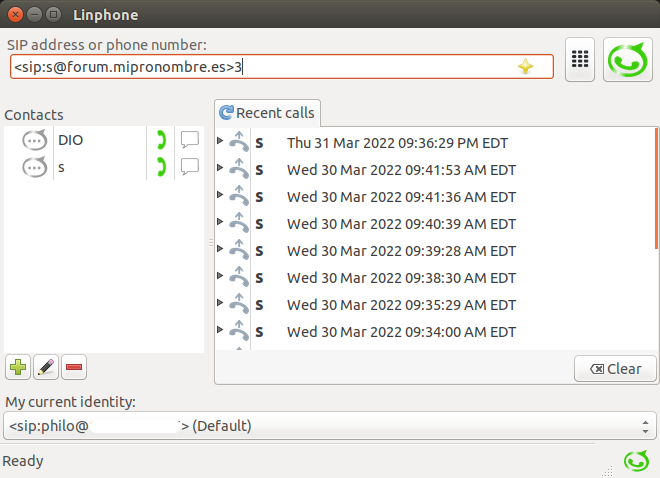 Linphone
SIP address or phone number:
<sip:s@forum.mipronombre.es>3
Contacts
DIO
s
Recent calls
S Thu 31 Mar 2022 09:36:29 PM EDT
S Wed 30 Mar 2022 09:41:53 AM EDT
S Wed 30 Mar 2022 09:41:36 AM EDT
S Wed 30 Mar 2022 09:40:39 AM EDT
S Wed 30 Mar 2022 09:39:28 AM EDT
S Wed 30 Mar 2022 09:38:30 AM EDT
S Wed 30 Mar 2022 09:35:29 AM EDT
S Wed 30 Mar 2022 09:34:00 AM EDT
Clear
My current identity:
<sip:philo@ > (Default)
Ready